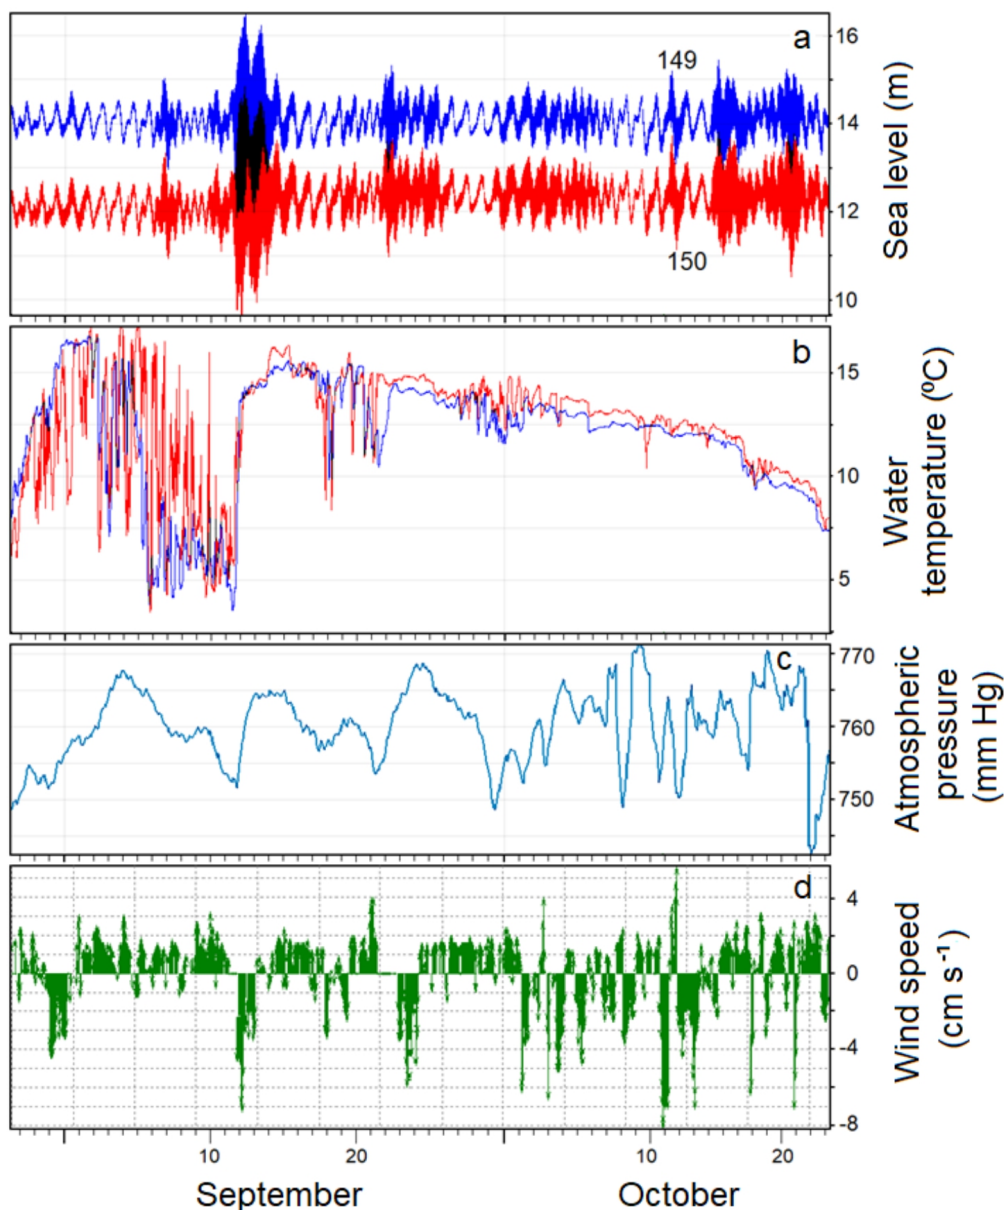 a
149
150
16
14
12
10
Sea level (m)
b
15
10
5
Water
temperature (ºC)
c
770
760
750
Atmospheric
pressure
(mm Hg)
d
4
0
-4
-8
Wind speed
(cm s⁻¹)
10
20
10
20
September
October